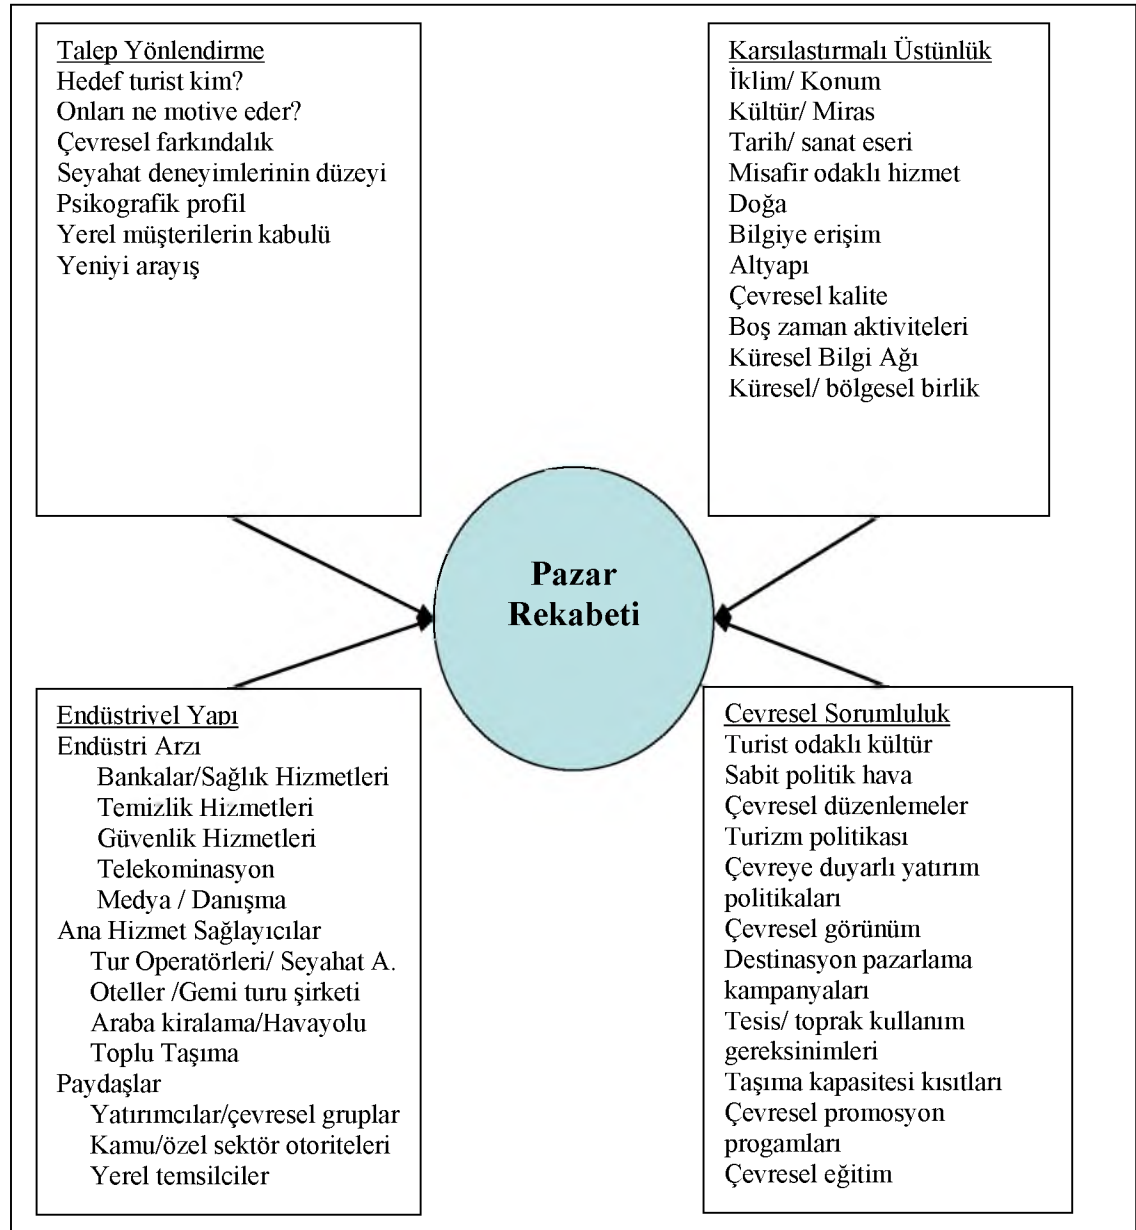 Talep Yönlendirme
Hedef turist kim?
Onları ne motive eder?
Çevresel farkındalık
Seyahat deneyimlerinin düzeyi
Psikografik profil
Yerel müşterilerin kabulü
Yeniyi arayış
Karsılastırmalı Üstünlük
İklim/ Konum
Kültür/ Miras
Tarih/ sanat eseri
Misafir odaklı hizmet
Doğa
Bilgiye erişim
Altyapı
Çevresel kalite
Boş zaman aktiviteleri
Küresel Bilgi Ağı
Küresel/ bölgesel birlik
Pazar
Rekabeti
Endüstrivel Yapı
Endüstri Arzı
Bankalar/Sağlık Hizmetleri
Temizlik Hizmetleri
Güvenlik Hizmetleri
Telekominasyon
Medya / Danışma
Ana Hizmet Sağlayıcılar
Tur Operatörleri/ Seyahat A.
Oteller /Gemi turu şirketi
Araba kiralama/Havayolu
Toplu Taşıma
Paydaşlar
Yatırımcılar/çevresel gruplar
Kamu/özel sektör otoriteleri
Yerel temsilciler
Cevresel Sorumluluk
Turist odaklı kültür
Sabit politik hava
Çevresel düzenlemeler
Turizm politikası
Çevreye duyarlı yatırım
politikaları
Çevresel görünüm
Destinasyon pazarlama
kampanyaları
Tesis/ toprak kullanım
gereksinimleri
Taşıma kapasitesi kısıtları
Çevresel promosyon
progamları
Çevresel eğitim